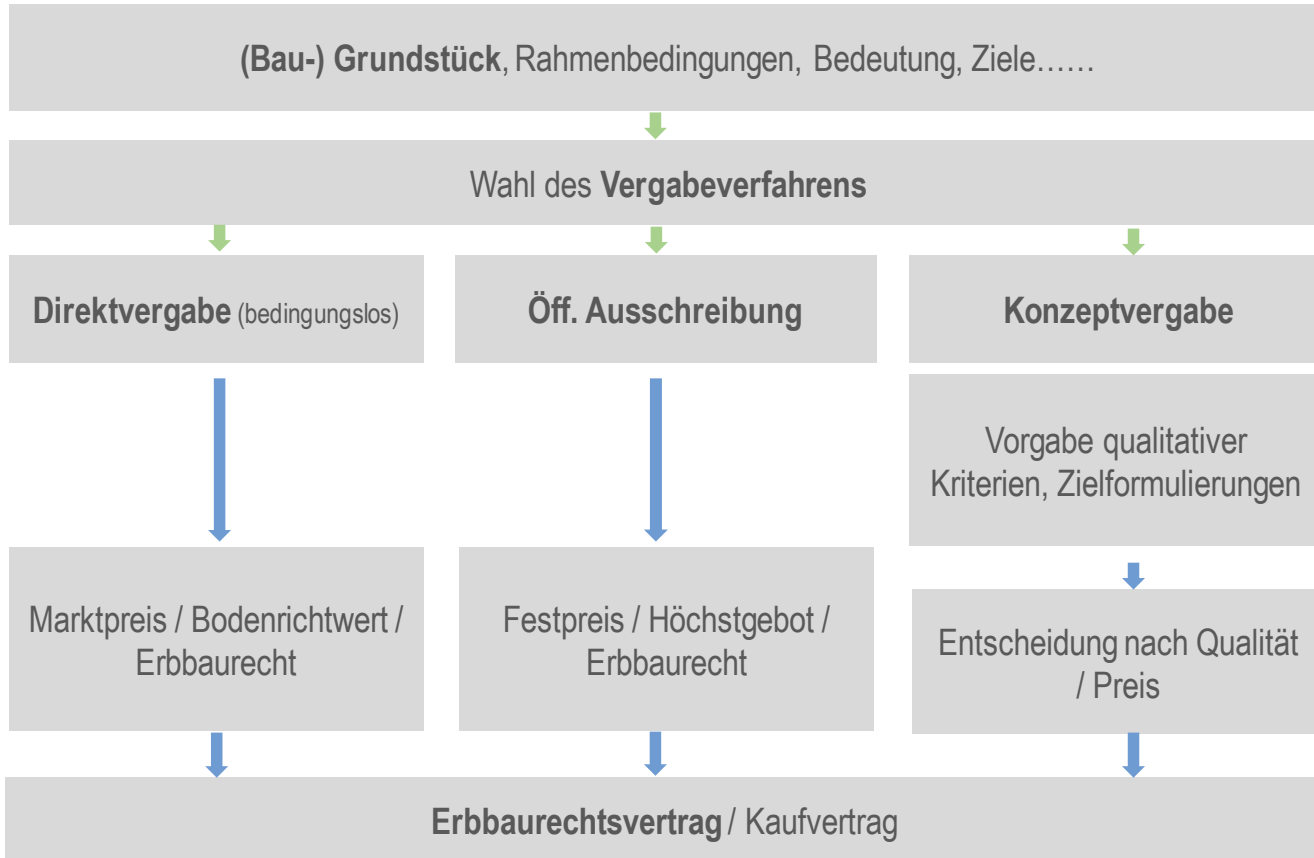 (Bau-) Grundstück, Rahmenbedingungen, Bedeutung, Ziele……
Wahl des Vergabeverfahrens
Direktvergabe (bedingungslos)
Öff. Ausschreibung
Konzeptvergabe
Vorgabe qualitativer
Kriterien, Zielformulierungen
Marktpreis / Bodenrichtwert /
Erbbaurecht
Festpreis / Höchstgebot /
Erbbaurecht
Entscheidung nach Qualität
/ Preis
Erbbaurechtsvertrag / Kaufvertrag